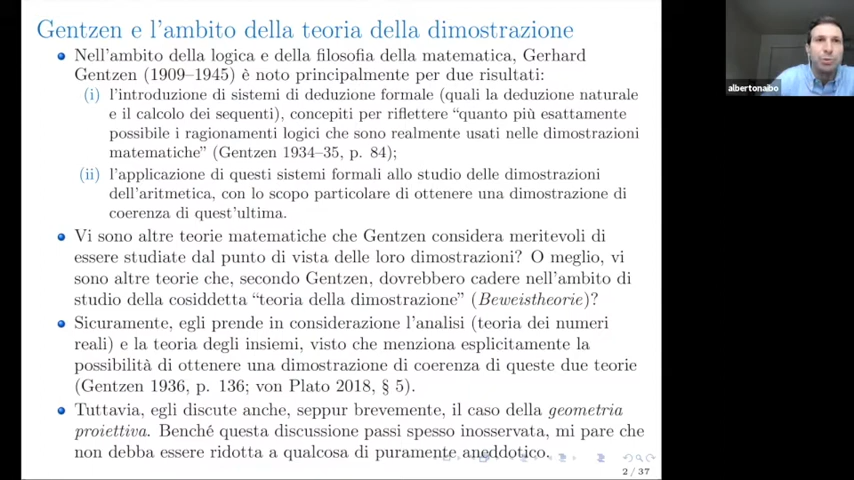 Gentzen e l'ambito della teoria della dimostrazione
Nell'ambito della logica e della filosofia della matematica, Gerhard
Gentzen (1909–1945) è noto principalmente per due risultati:
(i) l'introduzione di sistemi di deduzione formale (quali la deduzione naturale
e il calcolo dei sequenti), concepiti per riflettere “quanto più esattamente
possibile i ragionamenti logici che sono realmente usati nelle dimostrazioni
matematiche” (Gentzen 1934–35, p. 84);
(ii) l'applicazione di questi sistemi formali allo studio delle dimostrazioni
dell'aritmetica, con lo scopo particolare di ottenere una dimostrazione di
coerenza di quest'ultima.
Vi sono altre teorie matematiche che Gentzen considera meritevoli di
essere studiate dal punto di vista delle loro dimostrazioni? O meglio, vi
sono altre teorie che, secondo Gentzen, dovrebbero cadere nell'ambito di
studio della cosiddetta “teoria della dimostrazione” (Beweistheorie)?
Sicuramente, egli prende in considerazione l'analisi (teoria dei numeri
reali) e la teoria degli insiemi, visto che menziona esplicitamente la
possibilità di ottenere una dimostrazione di coerenza di queste due teorie
(Gentzen 1936, p. 136; von Plato 2018, § 5).
Tuttavia, egli discute anche, seppur brevemente, il caso della geometria
proiettiva. Benché questa discussione passi spesso inosservata, mi pare che
non debba essere ridotta a qualcosa di puramente aneddotico.
2 / 37
albertonaibo